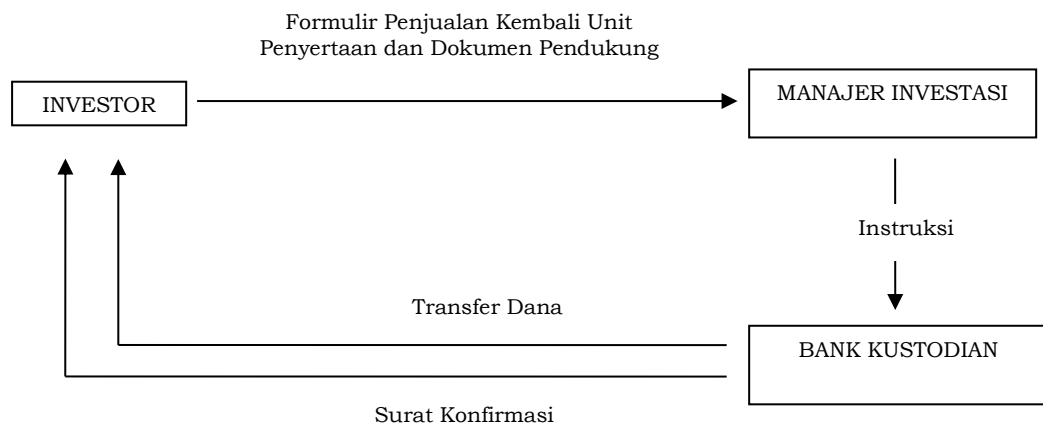 Formulir Penjualan Kembali Unit
Penyertaan dan Dokumen Pendukung
INVESTOR
MANAJER INVESTASI
Instruksi
Transfer Dana
BANK KUSTODIAN
Surat Konfirmasi